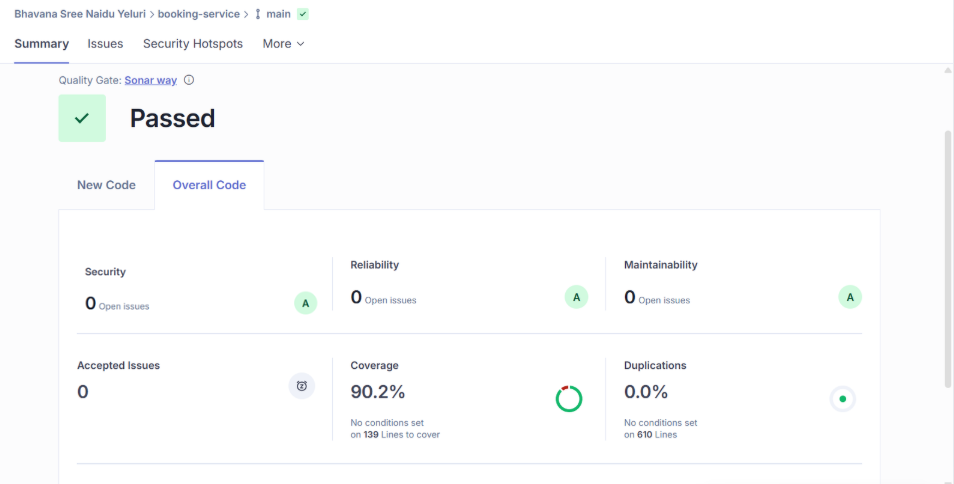 Bhavana Sree Naidu Yeluri > booking-service > main
Summary Issues Security Hotspots More
Quality Gate: Sonar way
Passed
New Code Overall Code
Security
0 Open issues
A
Reliability
0 Open issues
A
Maintainability
0 Open issues
A
Accepted Issues
0
Coverage
90.2%
No conditions set
on 139 Lines to cover
Duplications
0.0%
No conditions set
on 610 Lines